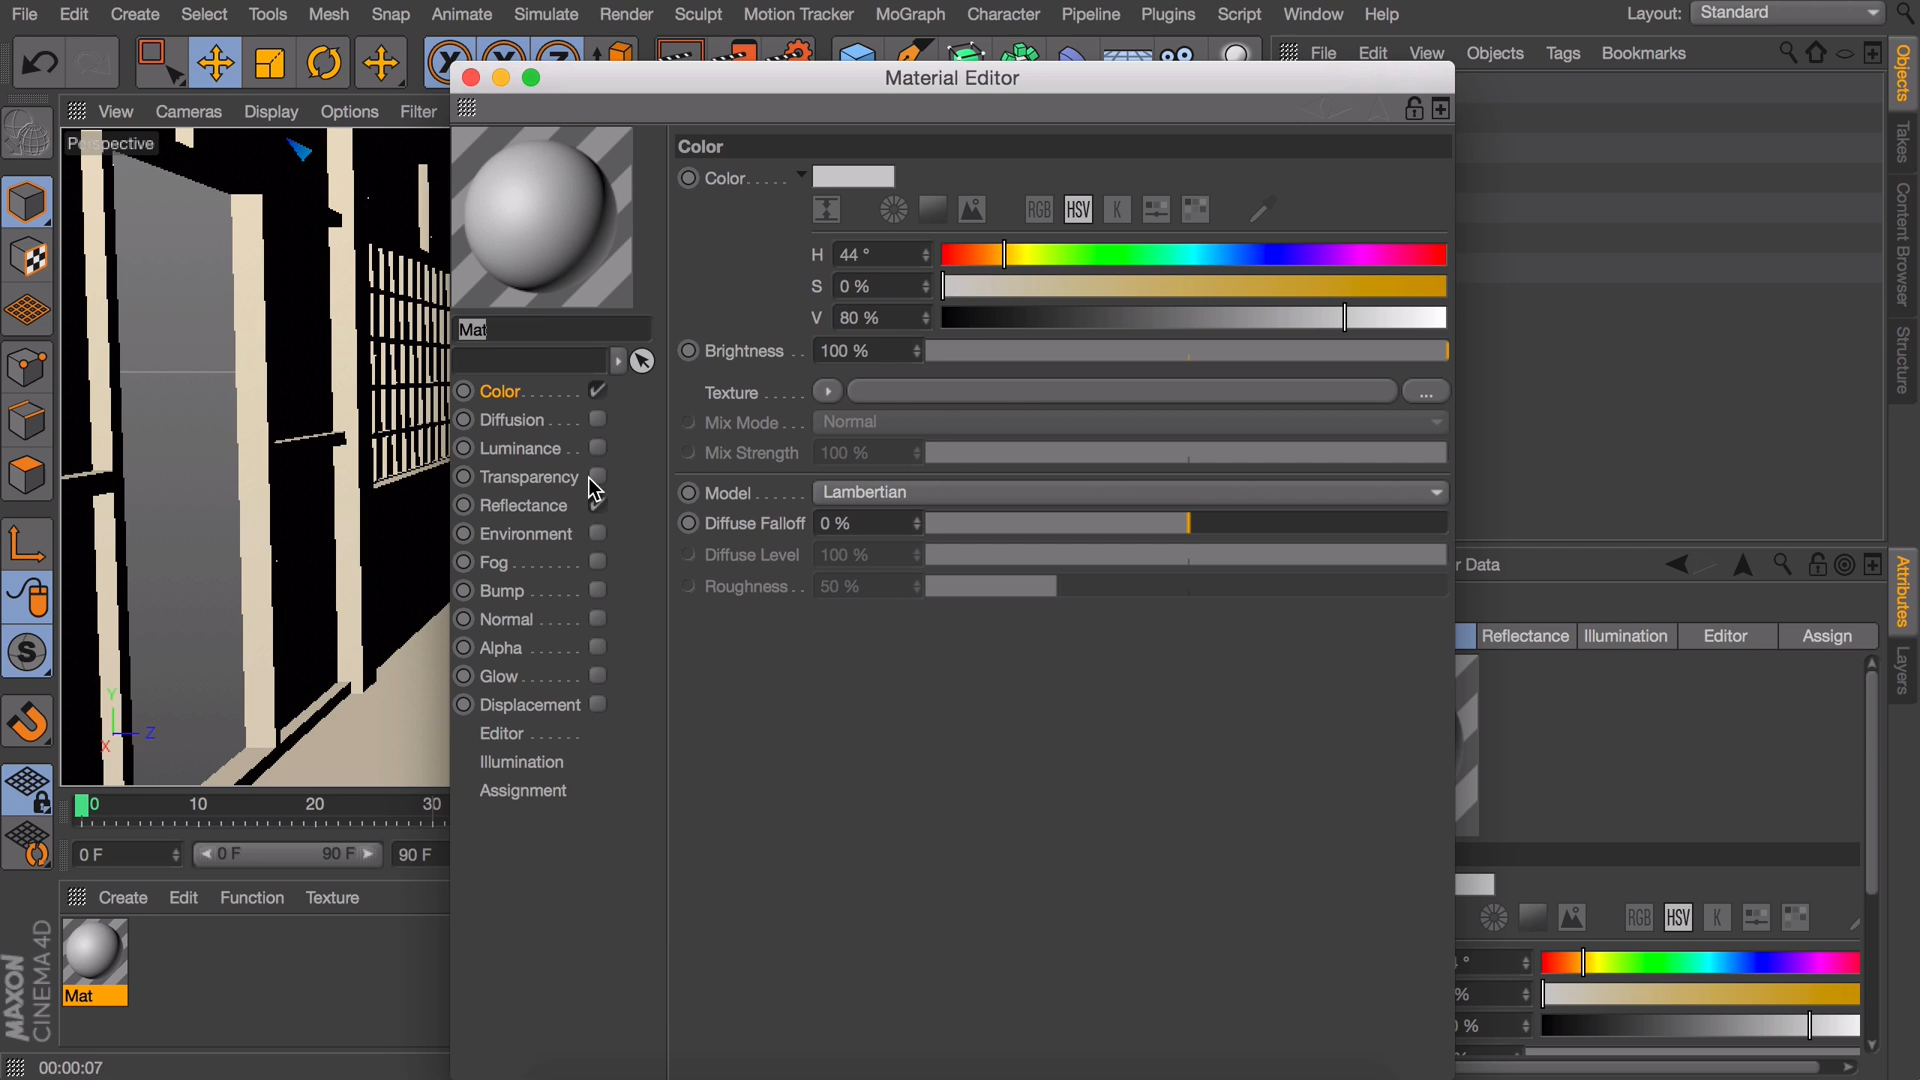 File Edit Create Select Tools Mesh Snap Animate Simulate Render Sculpt Motion Tracker MoGraph Character Pipeline Plugins Script Window Help Layout: Standard
File Edit View Objects Tags Bookmarks
Material Editor
View Cameras Display Options Filter
Perspective
Color
Color.....
RGB HSV K
H 44 °
S 0 %
V 80 %
Mat
Brightness .. 100 %
Texture ..... ...
Mix Mode... Normal
Mix Strength 100 %
Model ...... Lambertian
Diffuse Falloff 0 %
Diffuse Level 100 %
Roughness.. 50 %
Color.......
Diffusion ....
Luminance ..
Transparency
Reflectance
Environment
Fog ........
Bump ......
Normal .....
Alpha ......
Glow.......
Displacement
Editor ......
Illumination
Assignment
Y
Z
X
0 10 20 30
0 F 0 F 90 F 90 F
Create Edit Function Texture
Mat
MAXON
CINEMA 4D
00:00:07
Objects
Takes
Content Browser
Structure
r Data
Attributes
Layers
Reflectance Illumination Editor Assign
RGB HSV K
°
%
%